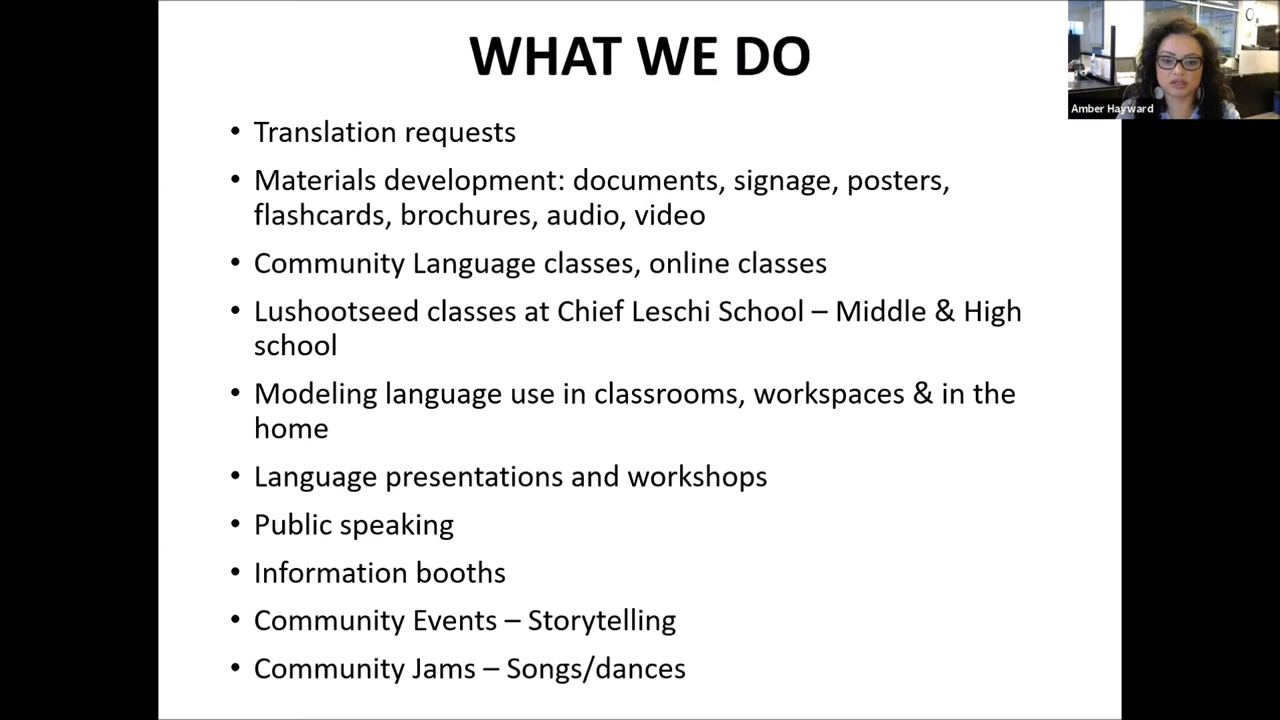 WHAT WE DO
Amber Hayward
• Translation requests
• Materials development: documents, signage, posters,
flashcards, brochures, audio, video
• Community Language classes, online classes
• Lushootseed classes at Chief Leschi School – Middle & High
school
• Modeling language use in classrooms, workspaces & in the
home
• Language presentations and workshops
• Public speaking
• Information booths
• Community Events – Storytelling
• Community Jams – Songs/dances